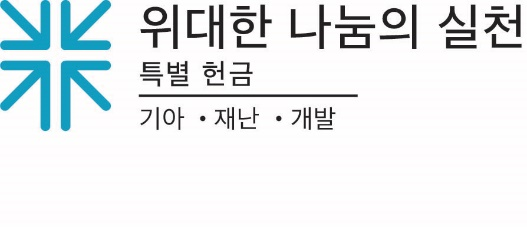 위대한 나눔의 실천
특별 헌금
기아 • 재난 • 개발